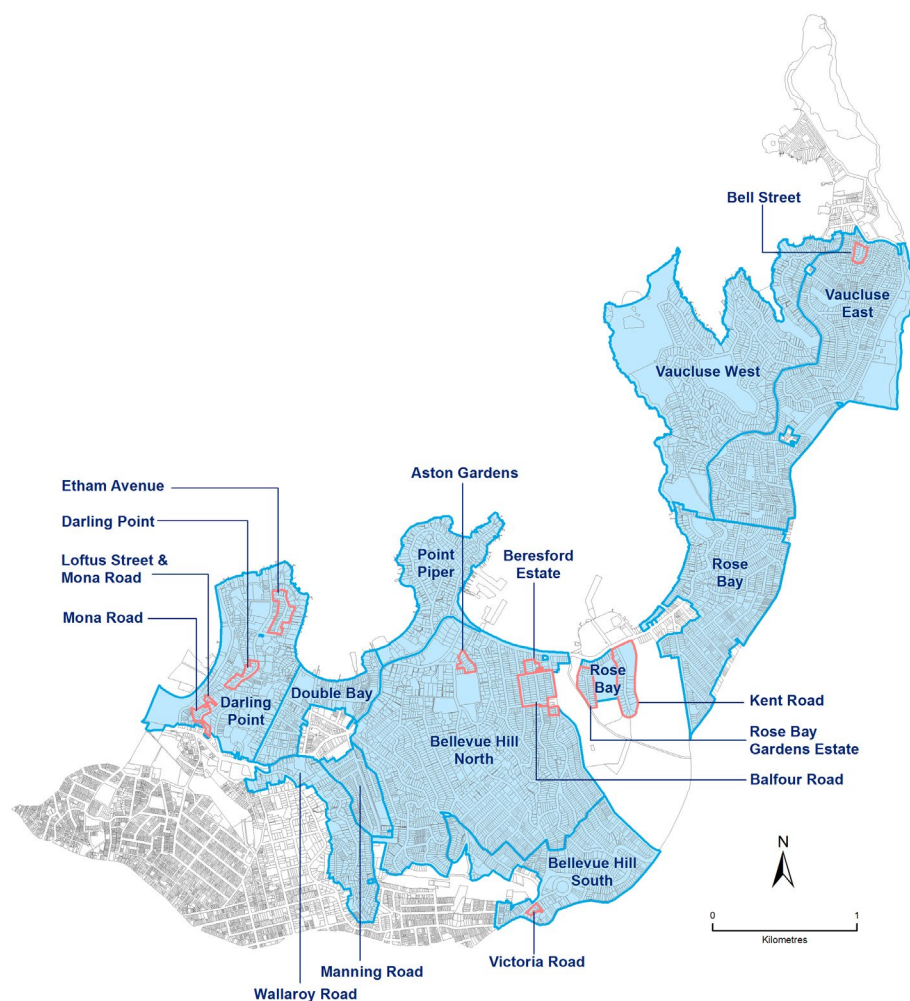 Bell Street
Vaucluse
East
Vaucluse West
Aston Gardens
Etham Avenue
Darling Point
Loftus Street &
Mona Road
Mona Road
Point
Piper
Beresford
Estate
Rose
Bay
Rose
Bay
Double Bay
Darling
Point
Kent Road
Bellevue Hill
North
Rose Bay
Gardens Estate
Balfour Road
Bellevue Hill
South
N
0
1
Kilometres
Victoria Road
Manning Road
Wallaroy Road